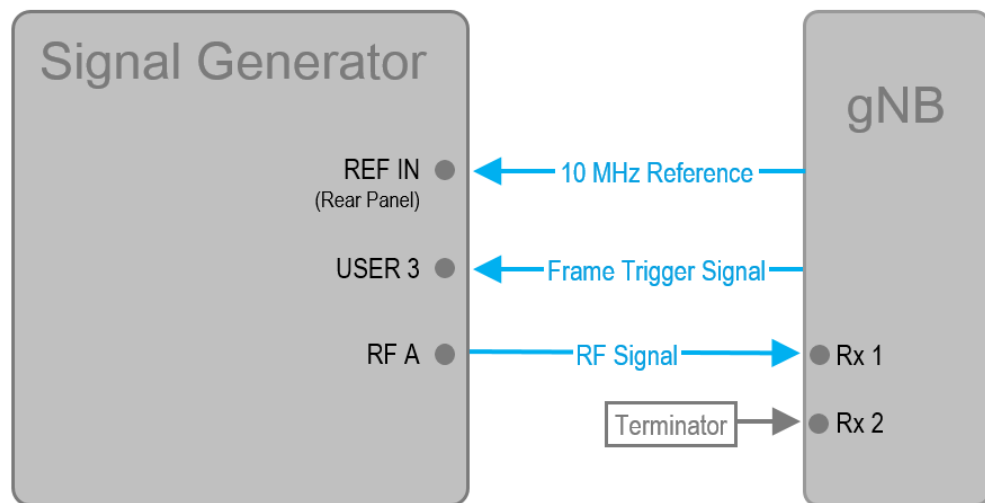 Signal Generator
gNB
REF IN
(Rear Panel)
10 MHz Reference
USER 3
Frame Trigger Signal
RF A
RF Signal
Rx 1
Terminator
Rx 2